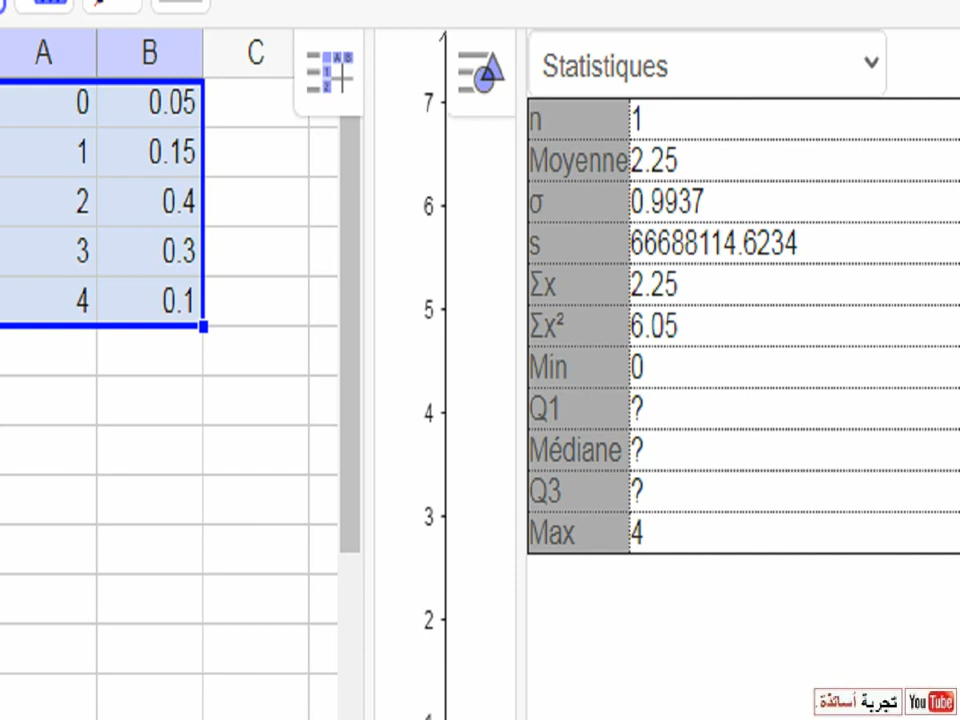 A B C
0 0.05
1 0.15
2 0.4
3 0.3
4 0.1
7
6
5
4
3
2
Statistiques
n 1
Moyenne 2.25
σ 0.9937
s 66688114.6234
Σx 2.25
Σx² 6.05
Min 0
Q1 ?
Médiane ?
Q3 ?
Max 4
تجربة أساتذة. YouTube